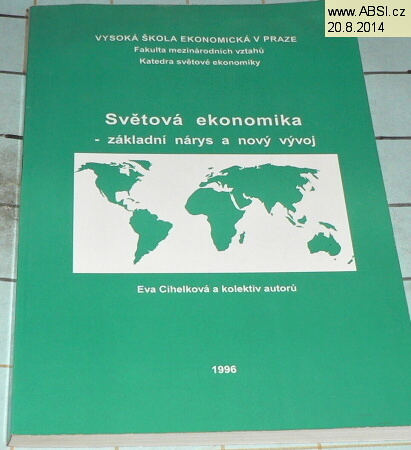 www.ABSI.cz
20.8.2014
VYSOKÁ ŠKOLA EKONOMICKÁ V PRAZE
Fakulta mezinárodních vztahů
Katedra světové ekonomiky
Světová ekonomika
- základní nárys a nový vývoj
Eva Cihelková a kolektiv autorů
1996